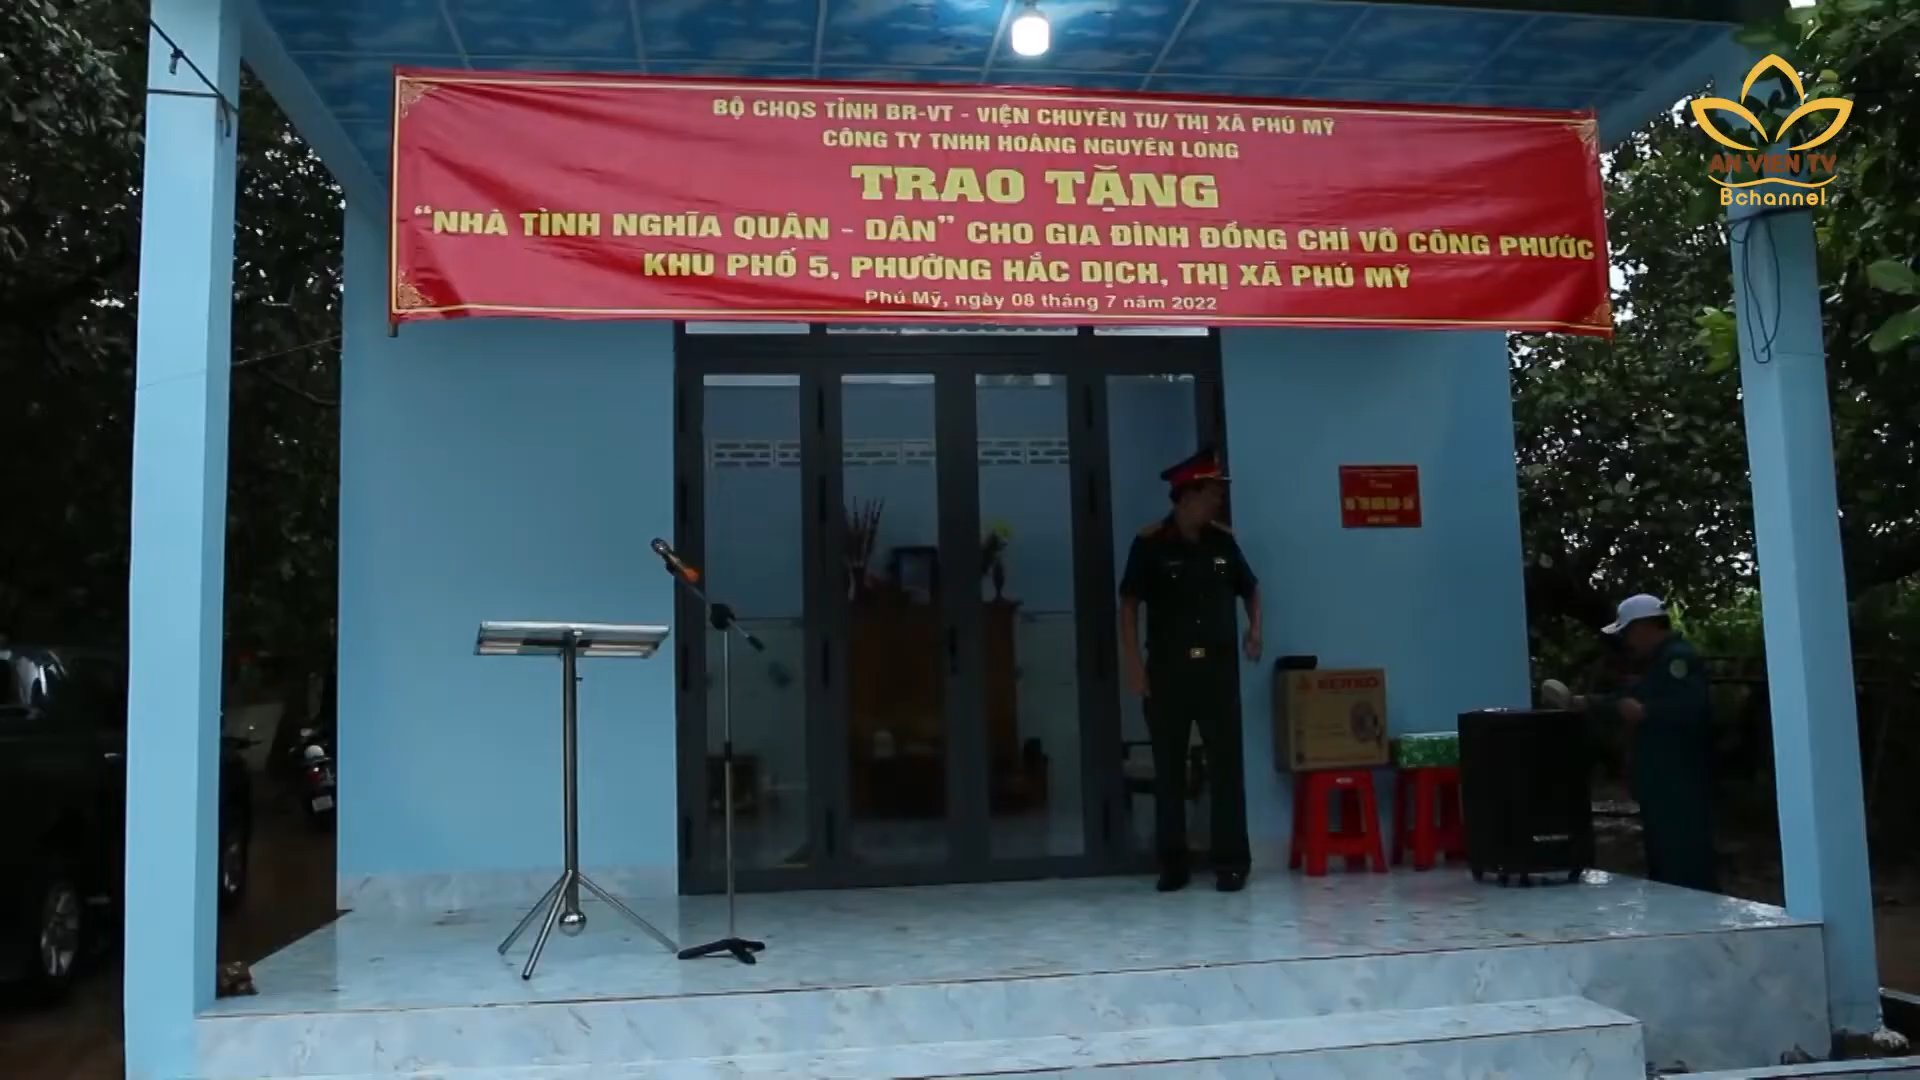 BỘ CHQS TỈNH BR-VT - VIỆN CHUYÊN TU/ THỊ XÃ PHÚ MỸ
CÔNG TY TNHH HOÀNG NGUYÊN LONG
TRAO TẶNG
“NHÀ TÌNH NGHĨA QUÂN - DÂN” CHO GIA ĐÌNH ĐỒNG CHÍ VÕ CÔNG PHƯỚC
KHU PHỐ 5, PHƯỜNG HẮC DỊCH, THỊ XÃ PHÚ MỸ
Phú Mỹ, ngày 08 tháng 7 năm 2022
AN VIEN TV
Bchannel